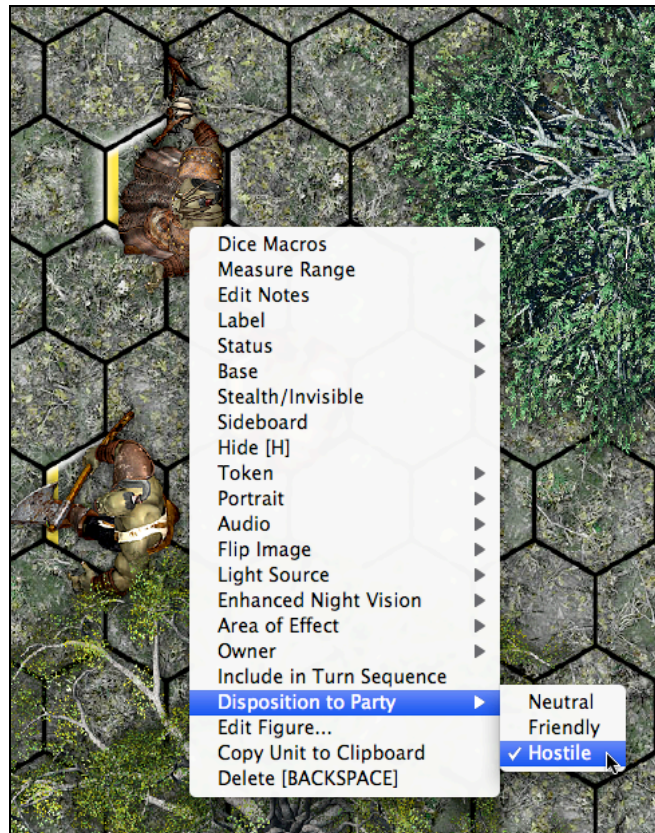 Dice Macros
Measure Range
Edit Notes
Label
Status
Base
Stealth/Invisible
Sideboard
Hide [H]
Token
Portrait
Audio
Flip Image
Light Source
Enhanced Night Vision
Area of Effect
Owner
Include in Turn Sequence
Disposition to Party
Neutral
Friendly
✓ Hostile
Edit Figure...
Copy Unit to Clipboard
Delete [BACKSPACE]